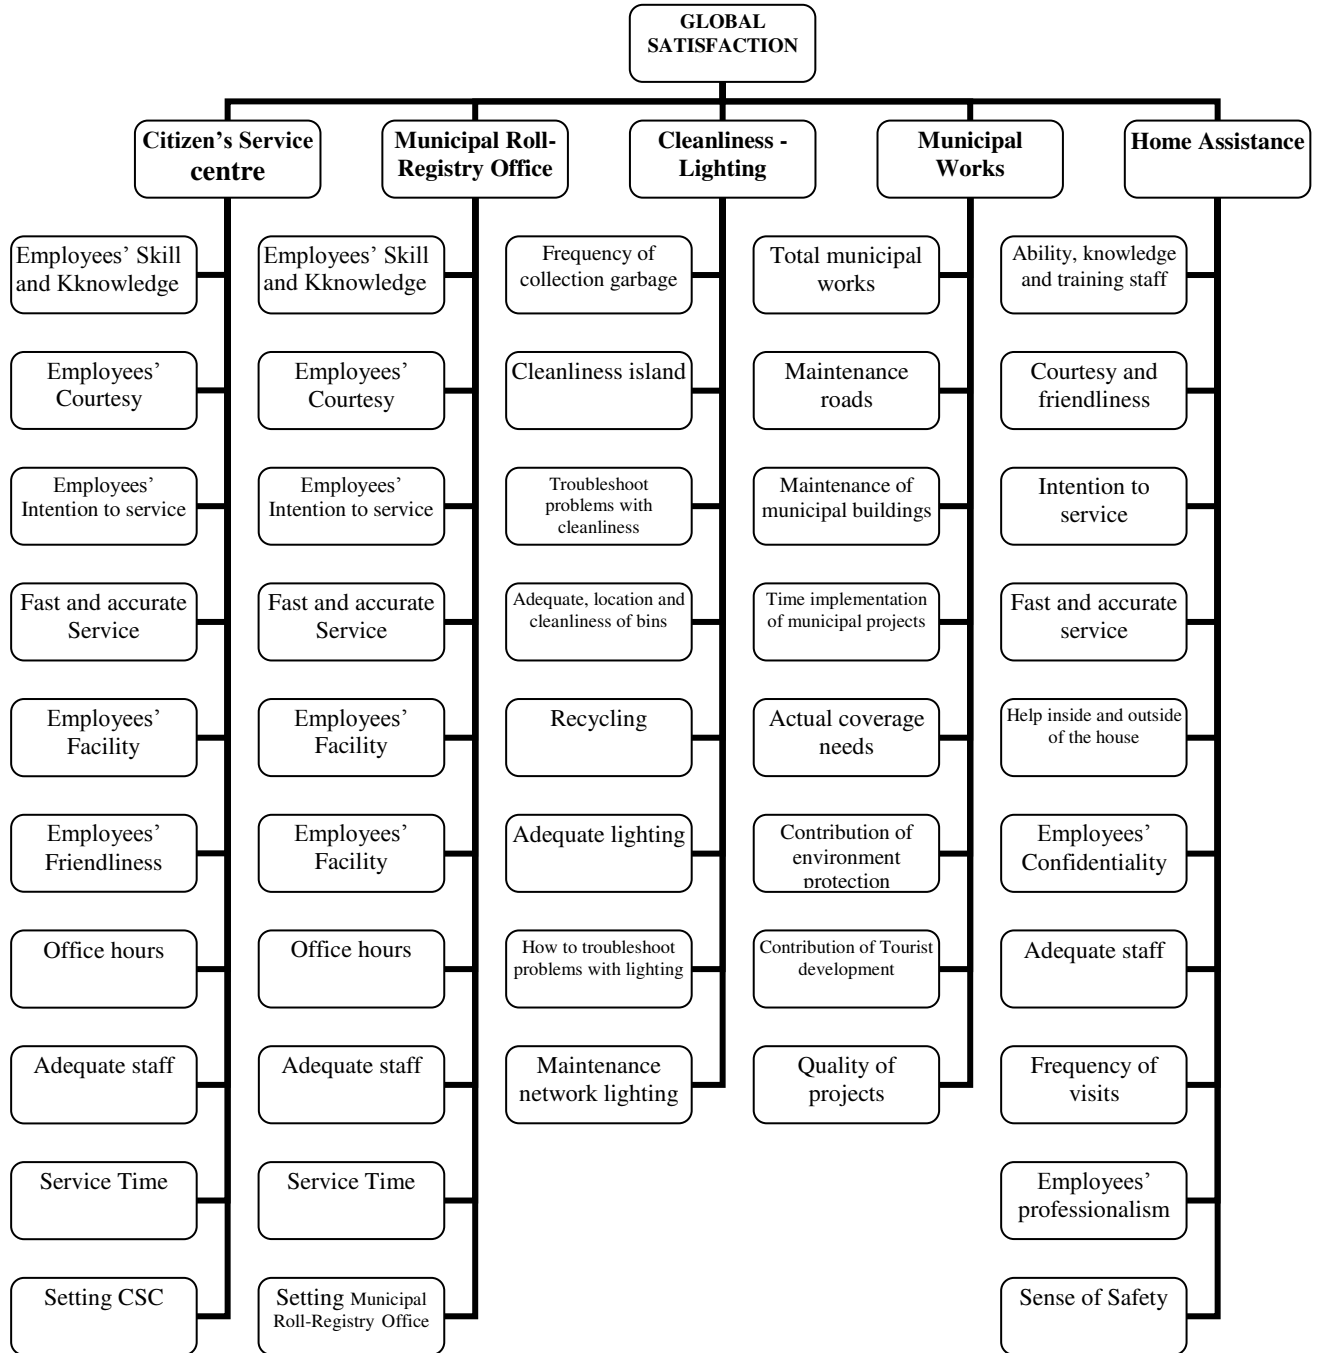 GLOBAL
SATISFACTION
Citizen's Service
centre
Municipal Roll-
Registry Office
Cleanliness -
Lighting
Municipal
Works
Home Assistance
Employees' Skill
and Kknowledge
Employees'
Courtesy
Employees'
Intention to service
Fast and accurate
Service
Employees'
Facility
Employees'
Friendliness
Office hours
Adequate staff
Service Time
Setting CSC
Employees' Skill
and Kknowledge
Employees'
Courtesy
Employees'
Intention to service
Fast and accurate
Service
Employees'
Facility
Employees'
Facility
Office hours
Adequate staff
Service Time
Setting Municipal
Roll-Registry Office
Frequency of
collection garbage
Cleanliness island
Troubleshoot
problems with
cleanliness
Adequate, location and
cleanliness of bins
Recycling
Adequate lighting
How to troubleshoot
problems with lighting
Maintenance
network lighting
Total municipal
works
Maintenance
roads
Maintenance of
municipal buildings
Time implementation
of municipal projects
Actual coverage
needs
Contribution of
environment
protection
Contribution of Tourist
development
Quality of
projects
Ability, knowledge
and training staff
Courtesy and
friendliness
Intention to
service
Fast and accurate
service
Help inside and outside
of the house
Employees'
Confidentiality
Adequate staff
Frequency of
visits
Employees'
professionalism
Sense of Safety